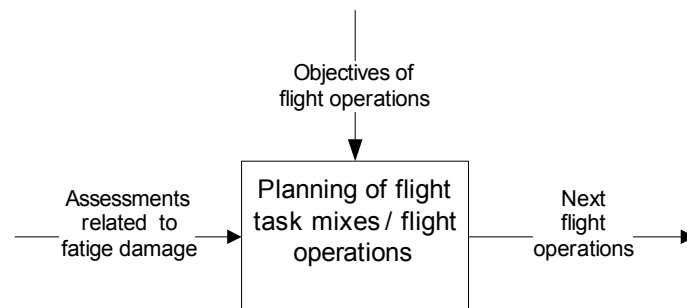 Objectives of
flight operations
Planning of flight
task mixes / flight
operations
Assessments
related to
fatige damage
Next
flight
operations